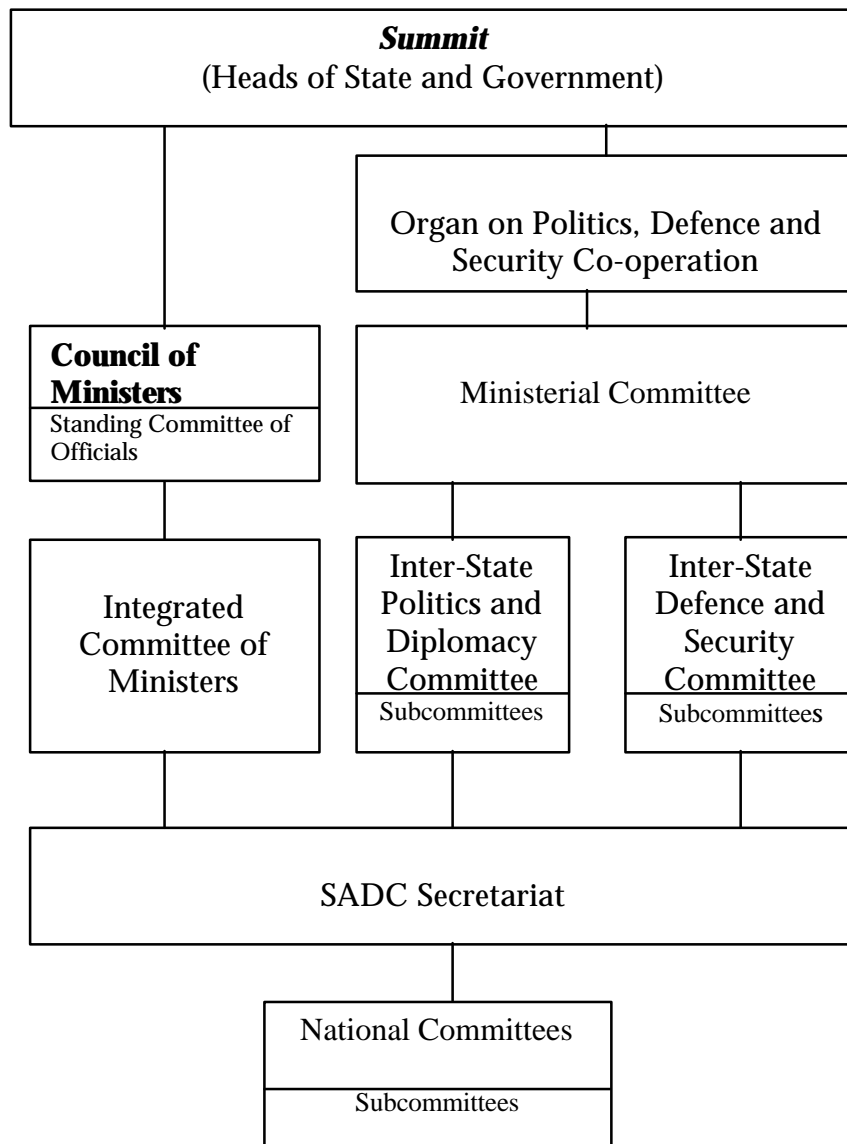 Summit
(Heads of State and Government)
Organ on Politics, Defence and
Security Co-operation
Council of
Ministers
Standing Committee of
Officials
Ministerial Committee
Integrated
Committee of
Ministers
Inter-State
Politics and
Diplomacy
Committee
Subcommittees
Inter-State
Defence and
Security
Committee
Subcommittees
SADC Secretariat
National Committees
Subcommittees